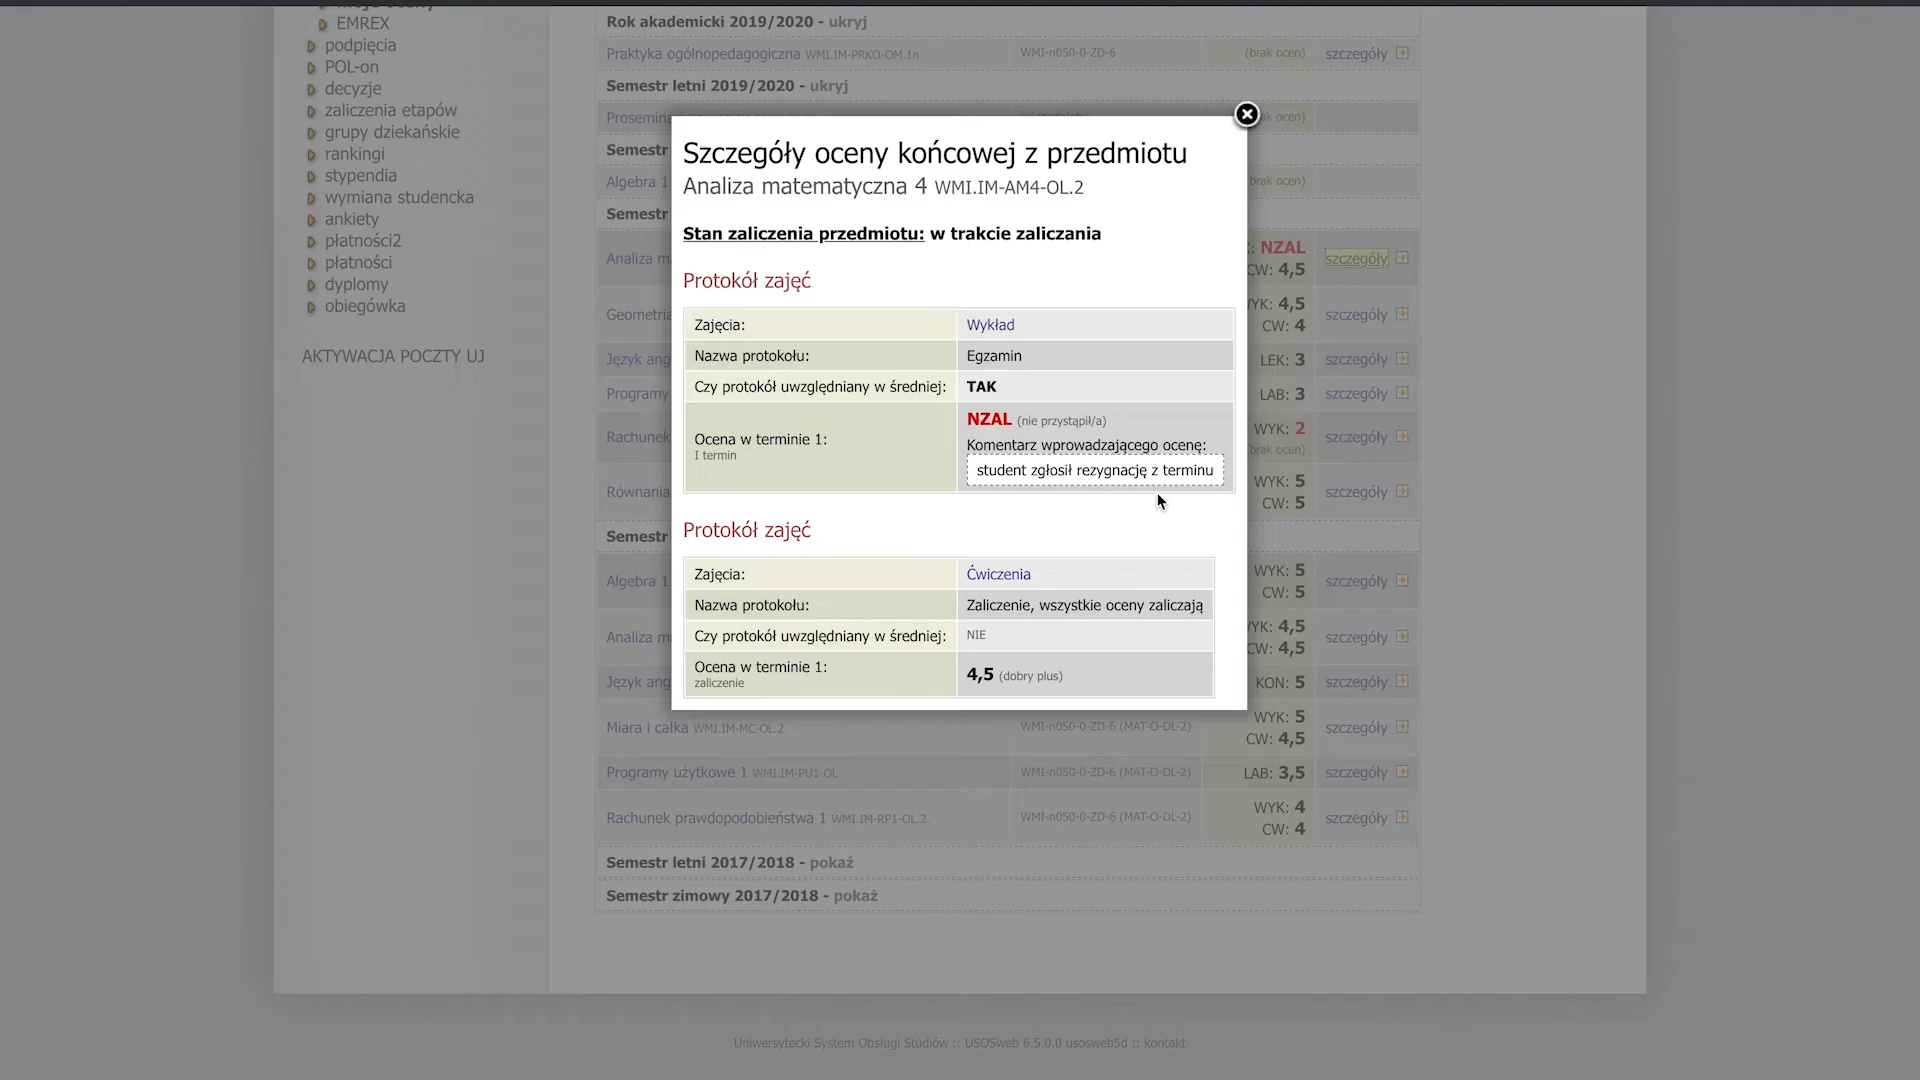 EMREX
podpięcia
POL-on
decyzje
zaliczenia etapów
grupy dziekańskie
rankingi
stypendia
wymiana studencka
ankiety
płatności2
płatności
dyplomy
obiegówka
AKTYWACJA POCZTY UJ
Rok akademicki 2019/2020 - ukryj
Praktyka ogólnopedagogiczna WMI.IM-PRKO-OM.1n WMI-n050-0-ZD-6 (brak ocen) szczegóły
Semestr letni 2019/2020 - ukryj
Szczegóły oceny końcowej z przedmiotu
Analiza matematyczna 4 WMI.IM-AM4-OL.2
Stan zaliczenia przedmiotu: w trakcie zaliczania
Protokół zajęć
Zajęcia: Wykład
Nazwa protokołu: Egzamin
Czy protokół uwzględniany w średniej: TAK
Ocena w terminie 1:
I termin
NZAL (nie przystąpił/a)
Komentarz wprowadzającego ocenę:
student zgłosił rezygnację z terminu
Protokół zajęć
Zajęcia: Ćwiczenia
Nazwa protokołu: Zaliczenie, wszystkie oceny zaliczają
Czy protokół uwzględniany w średniej: NIE
Ocena w terminie 1:
zaliczenie
4,5 (dobry plus)
Semestr
Algebra 1
Semestr
NZAL
CW: 4,5
szczegóły
WYK: 4,5
CW: 4
szczegóły
LEK: 3 szczegóły
Programy LAB: 3 szczegóły
Rachunek WYK: 2
szczegóły
WYK: 5
CW: 5
szczegóły
Semestr
Algebra 1 WYK: 5
CW: 5
szczegóły
WYK: 4,5
CW: 4,5
szczegóły
KON: 5 szczegóły
Miara i całka WMI.IM-MC-OL.2 WMI-n050-0-ZD-6 (MAT-O-DL-2) WYK: 5
CW: 4,5
szczegóły
Programy użytkowe 1 WMI.IM-PU1-OL WMI-n050-0-ZD-6 (MAT-O-DL-2) LAB: 3,5 szczegóły
Rachunek prawdopodobieństwa 1 WMI.IM-RP1-OL.2. WMI-n050-0-ZD-6 (MAT-O-DL-2) WYK: 4
CW: 4
szczegóły
Semestr letni 2017/2018 - pokaż
Semestr zimowy 2017/2018 - pokaż
Uniwersytecki System Obsługi Studiów :: USOSweb 6.5.0.0 usosweb5d :: kontakt